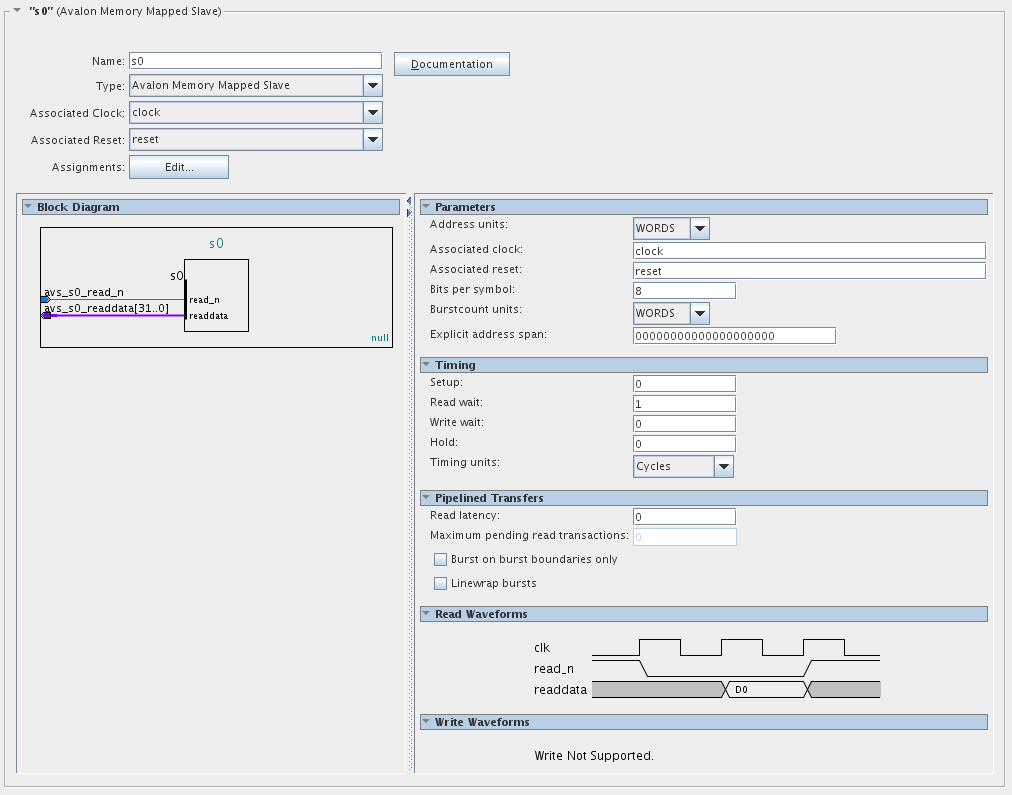 "s0" (Avalon Memory Mapped Slave)
Name: s0
Documentation
Type: Avalon Memory Mapped Slave
Associated Clock: clock
Associated Reset: reset
Assignments: Edit...
Block Diagram
s0
s0
avs_s0_read_n
read_n
avs_s0_readdata[31..0]
readdata
null
Parameters
Address units: WORDS
Associated clock: clock
Associated reset: reset
Bits per symbol: 8
Burstcount units: WORDS
Explicit address span: 00000000000000000000
Timing
Setup: 0
Read wait: 1
Write wait: 0
Hold: 0
Timing units: Cycles
Pipelined Transfers
Read latency: 0
Maximum pending read transactions: 0
Burst on burst boundaries only
Linewrap bursts
Read Waveforms
clk
read_n
readdata D0
Write Waveforms
Write Not Supported.